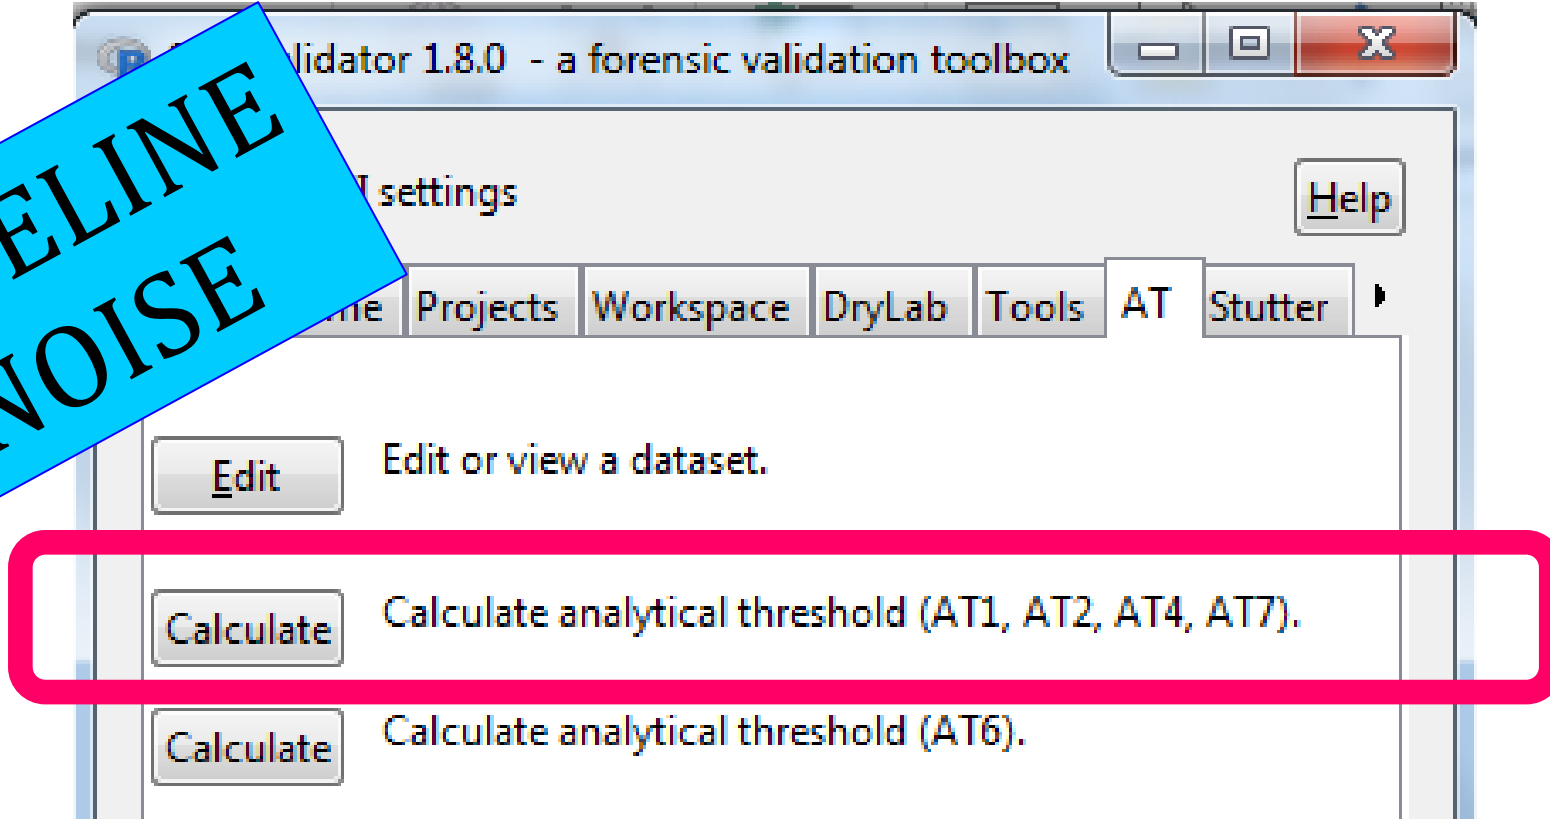 lidator 1.8.0 - a forensic validation toolbox
ELINE
NOISE
settings
Help
Projects Workspace DryLab Tools AT Stutter
Edit Edit or view a dataset.
Calculate Calculate analytical threshold (AT1, AT2, AT4, AT7).
Calculate Calculate analytical threshold (AT6).